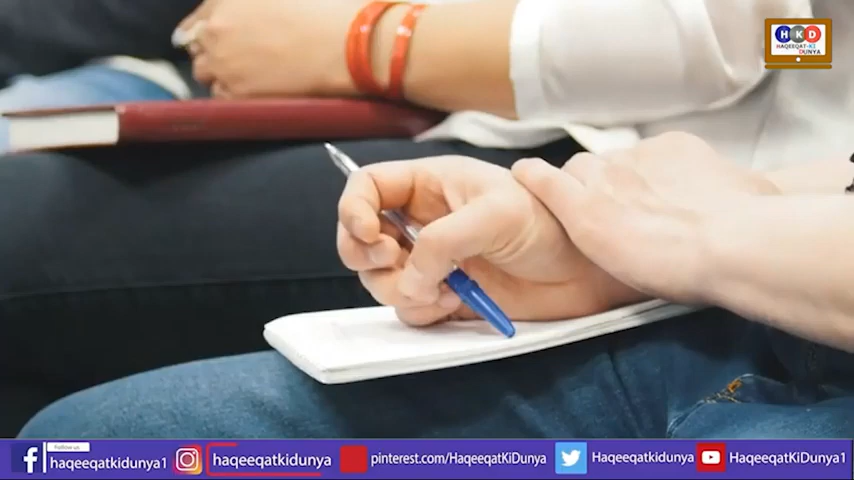 HKD
HAQEEQAT-KI
DUNYA
Follow us
haqeeqatkidunya1
haqeeqatkidunya
pinterest.com/HaqeeqatKiDunya
Haqeeqatkidunya
HaqeeqatKiDunya1